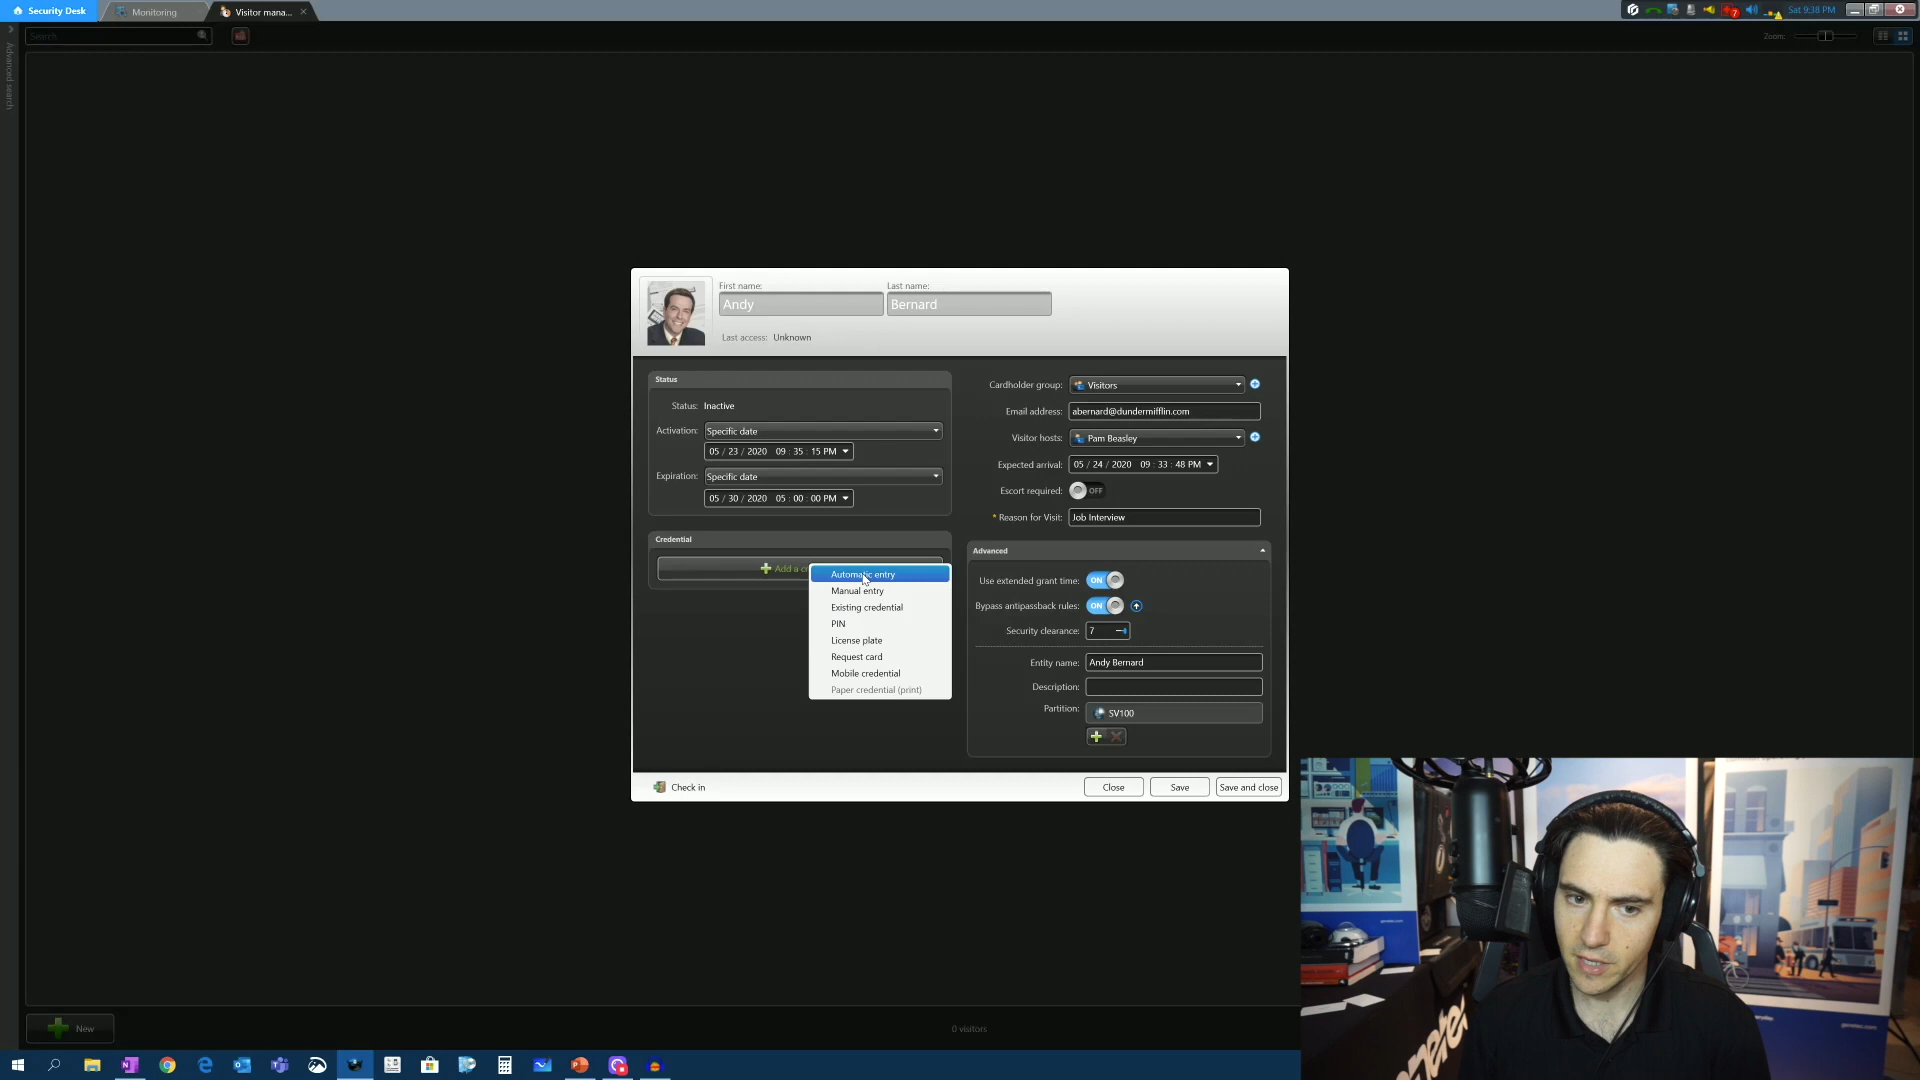 Security Desk
Monitoring
Visitor mana...
7
Sat 9:38 PM
Search
Zoom:
Advanced search
First name:
Last name:
Andy
Bernard
Last access: Unknown
Status
Status: Inactive
Activation: Specific date
05 / 23 / 2020 09 : 35 : 15 PM
Expiration: Specific date
05 / 30 / 2020 05 : 00 : 00 PM
Credential
Add a cr
Automatic entry
Manual entry
Existing credential
PIN
License plate
Request card
Mobile credential
Paper credential (print)
Cardholder group: Visitors
Email address: abernard@dundermifflin.com
Visitor hosts: Pam Beasley
Expected arrival: 05 / 24 / 2020 09 : 33 : 48 PM
Escort required: OFF
* Reason for Visit: Job Interview
Advanced
Use extended grant time: ON
Bypass antipassback rules: ON
Security clearance: 7
Entity name: Andy Bernard
Description:
Partition: SV100
Check in
Close
Save
Save and close
New
0 visitors